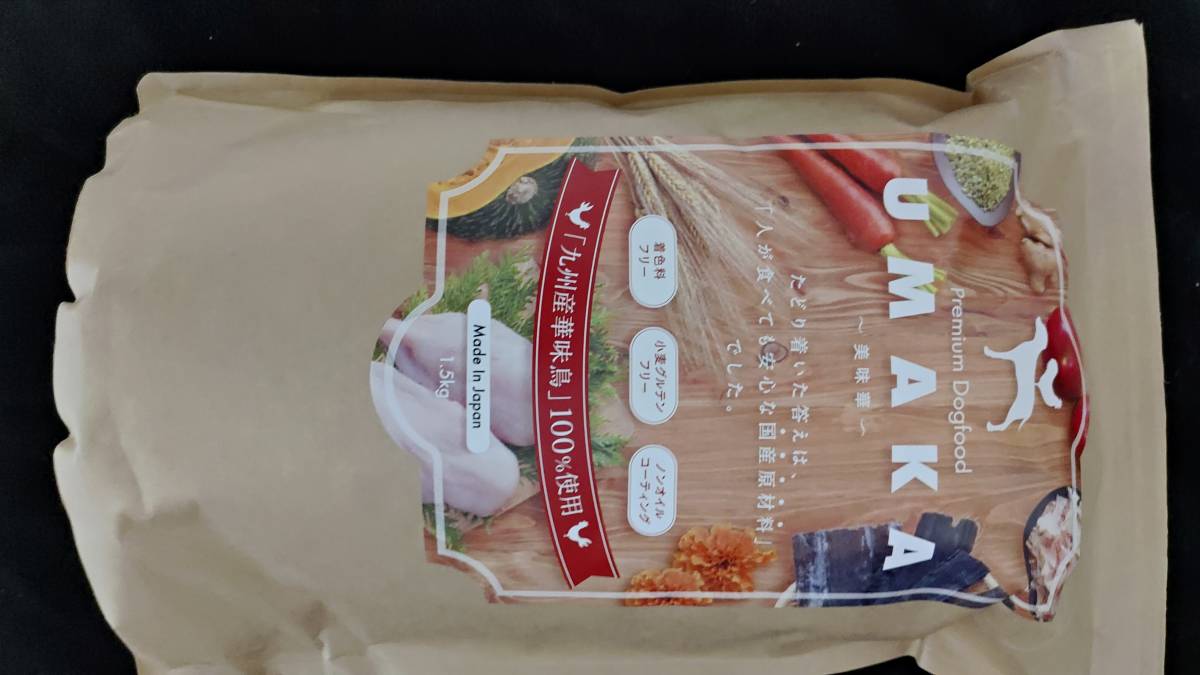 Premium Dogfood
UMAKA
～美味華～
たどり着いた答えは、
「人が食べても安心な国産原材料」
でした。
着色料
フリー
小麦グルテン
フリー
ノンオイル
コーティング
「九州産華味鳥」100%使用
Made In Japan
1.5kg